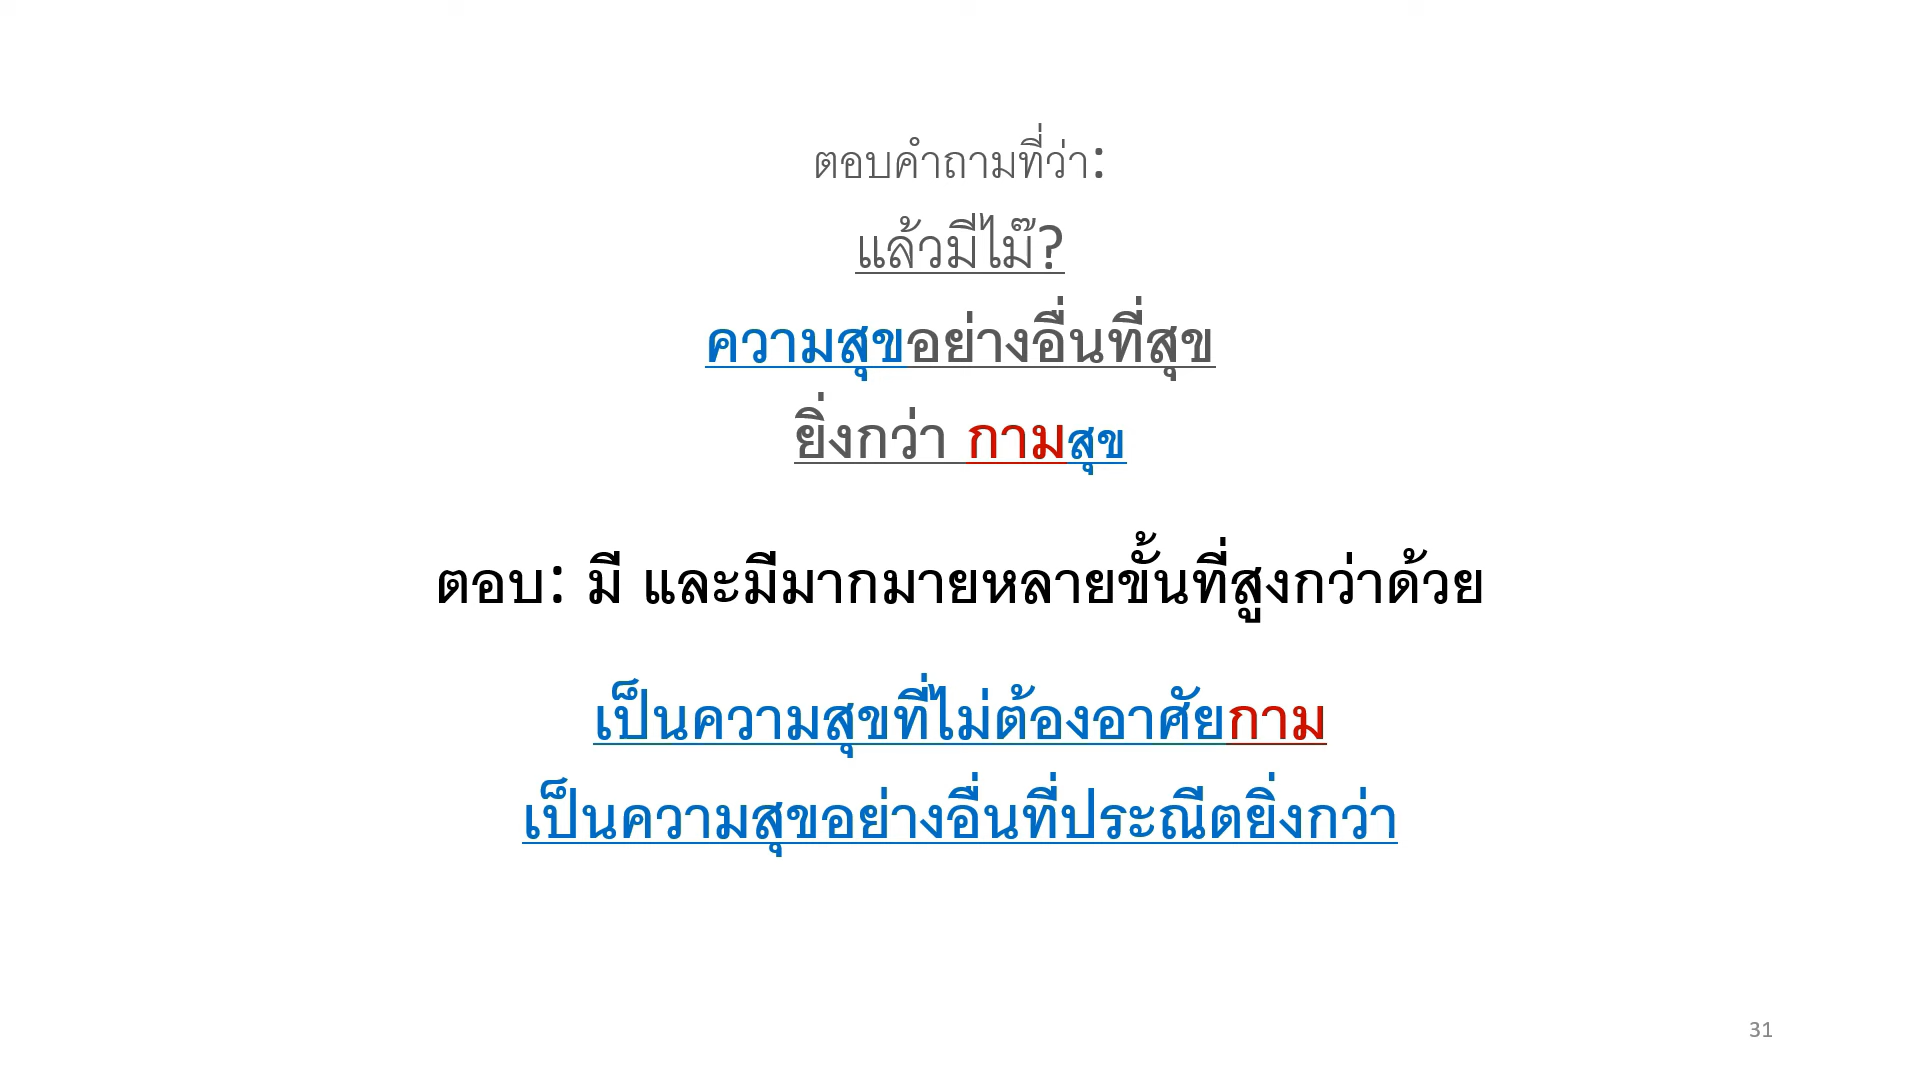 ตอบคำถามที่ว่า:
แล้วมีไม๊?
ความสุขอย่างอื่นที่สุข
ยิ่งกว่า กามสุข
ตอบ: มี และมีมากมายหลายขั้นที่สูงกว่าด้วย
เป็นความสุขที่ไม่ต้องอาศัยกาม
เป็นความสุขอย่างอื่นที่ประณีตยิ่งกว่า
31